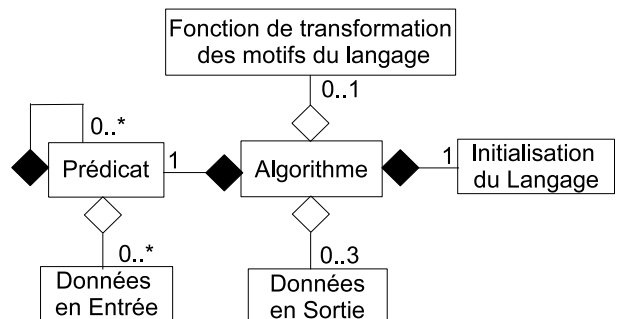 Fonction de transformation
des motifs du langage
0..1
0..*
Prédicat
1
Algorithme
1
Initialisation
du Langage
0..*
0..3
Données
en Entrée
Données
en Sortie